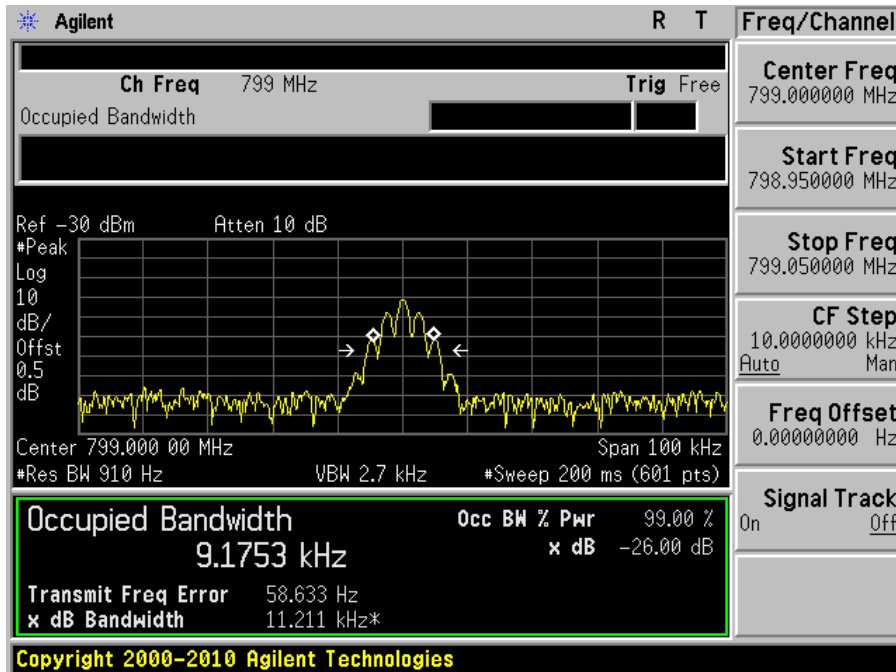 Agilent R T Freq/Channel
Ch Freq 799 MHz Trig Free
Occupied Bandwidth
Center Freq
799.000000 MHz
Start Freq
798.950000 MHz
Stop Freq
799.050000 MHz
CF Step
10.0000000 kHz
Auto Man
Freq Offset
0.00000000 Hz
Signal Track
On Off
Ref -30 dBm Atten 10 dB
#Peak
Log
10
dB/
Offst
0.5
dB
Center 799.000 00 MHz Span 100 kHz
#Res BW 910 Hz VBW 2.7 kHz #Sweep 200 ms (601 pts)
Occupied Bandwidth Occ BW % Pwr 99.00 %
9.1753 kHz x dB -26.00 dB
Transmit Freq Error 58.633 Hz
x dB Bandwidth 11.211 kHz*
Copyright 2000-2010 Agilent Technologies